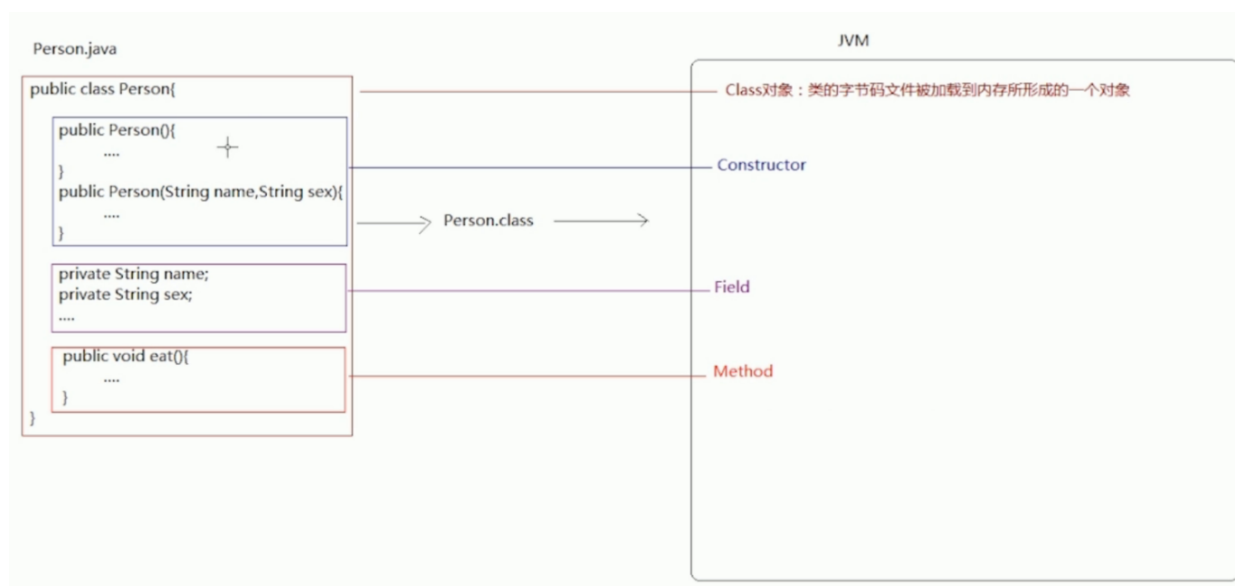 Person.java
public class Person{
public Person(){
....
}
public Person(String name,String sex){
....
}
private String name;
private String sex;
....
public void eat(){
....
}
}
Person.class
JVM
Class对象：类的字节码文件被加载到内存所形成的一个对象
Constructor
Field
Method